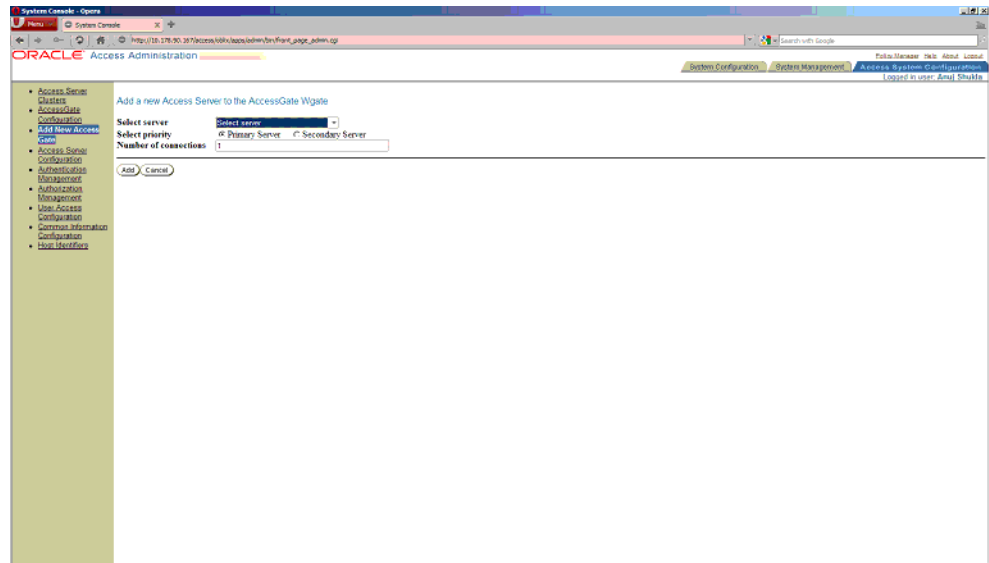 System Console - Opera
Menu
System Console
http://10.178.90.167/access/oblix/apps/admin/bin/front_page_admin.cgi
Search with Google
ORACLE Access Administration
Policy Manager Help About Logout
System Configuration System Management Access System Configuration
Logged in user: Anuj Shukla
Access Server Clusters
AccessGate Configuration
Add New Access Gate
Access Server Configuration
Authentication Management
Authorization Management
User Access Configuration
Common Information Configuration
Host Identifiers
Add a new Access Server to the AccessGate Wgate
Select server Select server
Select priority Primary Server Secondary Server
Number of connections 1
Add Cancel